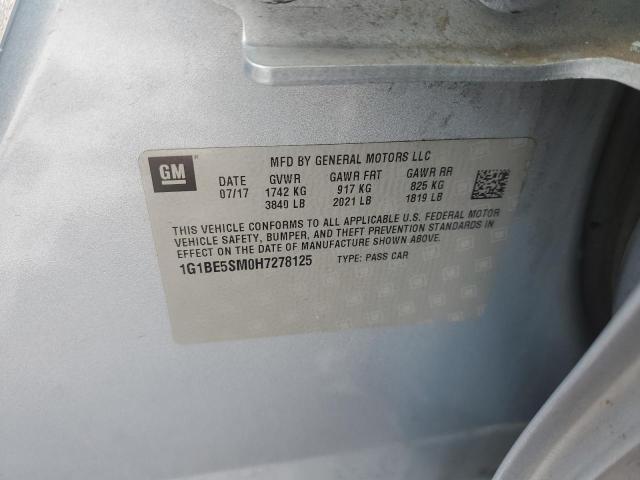 GM
MFD BY GENERAL MOTORS LLC
DATE GVWR GAWR FRT GAWR RR
07/17 1742 KG 917 KG 825 KG
3840 LB 2021 LB 1819 LB
THIS VEHICLE CONFORMS TO ALL APPLICABLE U.S. FEDERAL MOTOR
VEHICLE SAFETY, BUMPER, AND THEFT PREVENTION STANDARDS IN
EFFECT ON THE DATE OF MANUFACTURE SHOWN ABOVE.
1G1BE5SM0H7278125 TYPE: PASS CAR